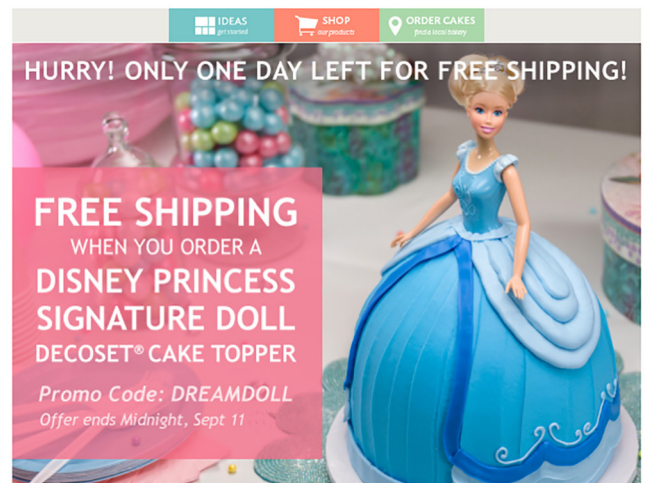 IDEAS
get started
SHOP
our products
ORDER CAKES
find a local bakery
HURRY! ONLY ONE DAY LEFT FOR FREE SHIPPING!
FREE SHIPPING
WHEN YOU ORDER A
DISNEY PRINCESS
SIGNATURE DOLL
DECOSET® CAKE TOPPER
Promo Code: DREAMDOLL
Offer ends Midnight, Sept 11